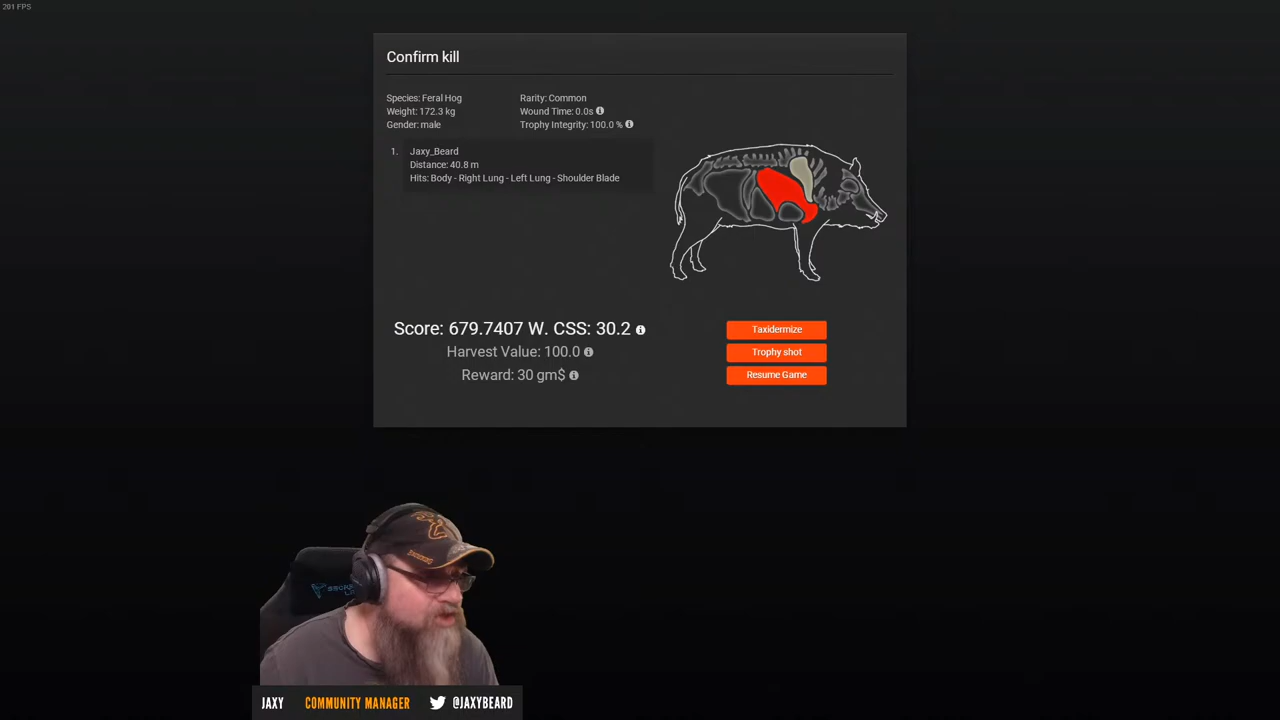 201 FPS
Confirm kill
Species: Feral Hog
Weight: 172.3 kg
Gender: male
Rarity: Common
Wound Time: 0.0s
Trophy Integrity: 100.0 %
1. Jaxy_Beard
Distance: 40.8 m
Hits: Body - Right Lung - Left Lung - Shoulder Blade
Score: 679.7407 W. CSS: 30.2
Harvest Value: 100.0
Reward: 30 gm$
Taxidermize
Trophy shot
Resume Game
JAXY COMMUNITY MANAGER @JAXYBEARD